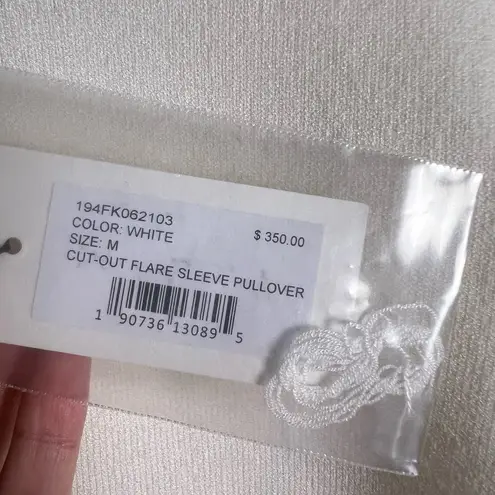 194FK062103
COLOR: WHITE $ 350.00
SIZE: M
CUT-OUT FLARE SLEEVE PULLOVER
1 90736 13089 5